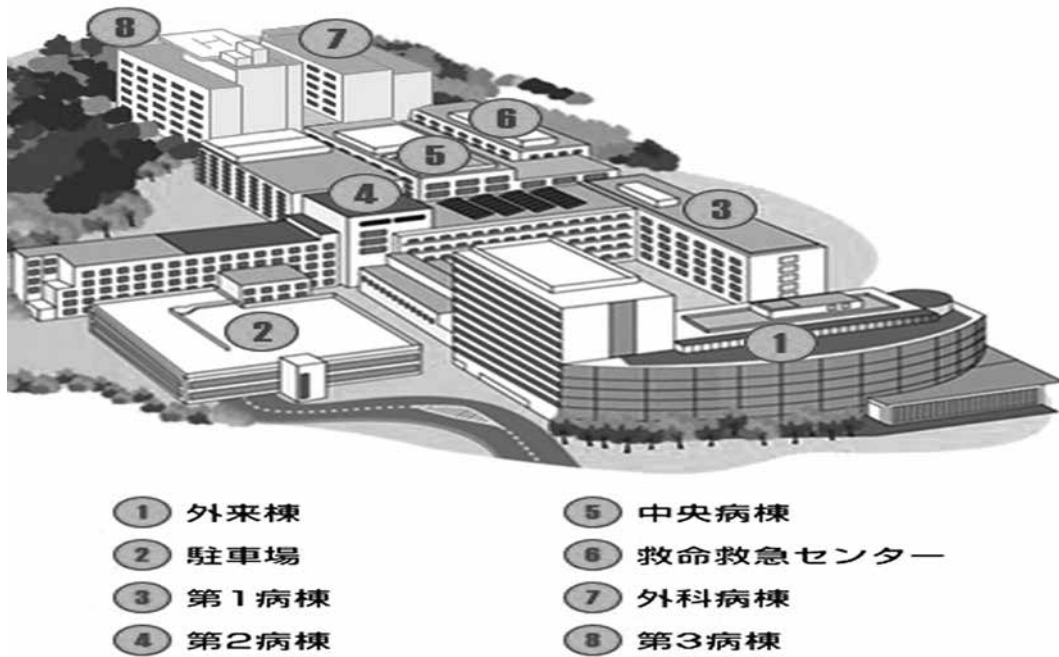 8
7
6
5
4
3
2
1
1 外来棟
2 駐車場
3 第1病棟
4 第2病棟
5 中央病棟
6 救命救急センター
7 外科病棟
8 第3病棟